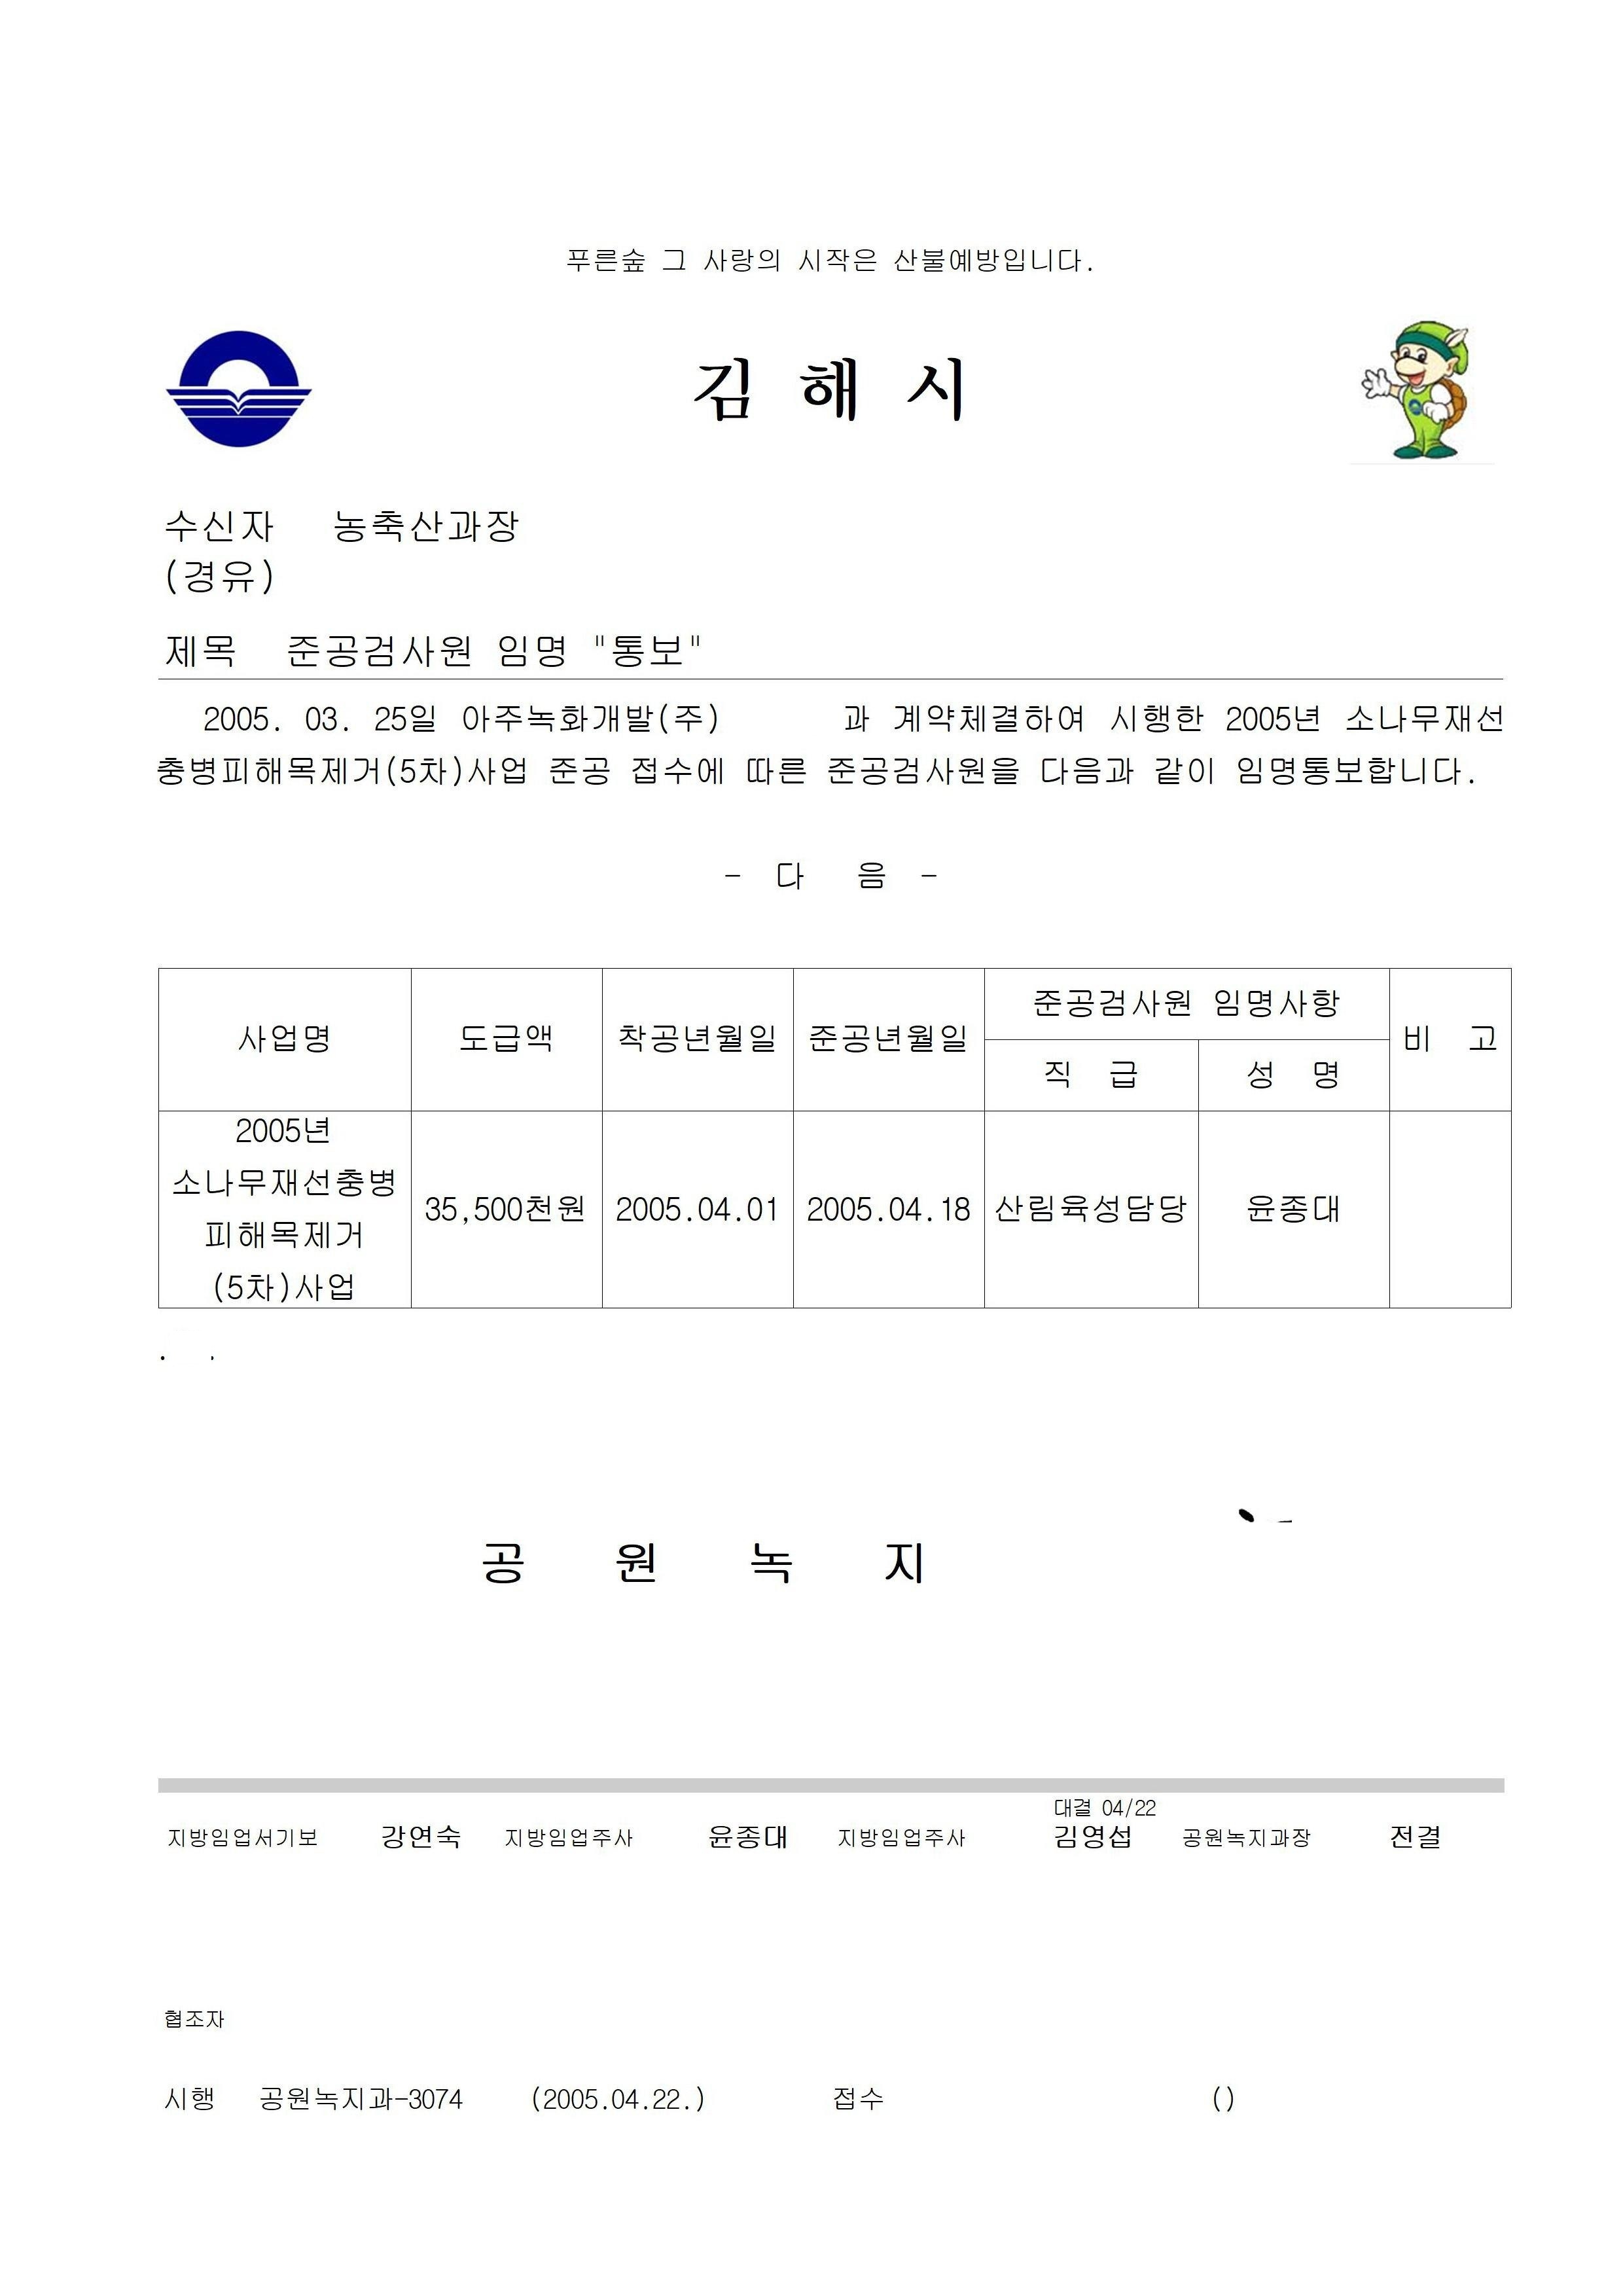 푸른숲 그 사랑의 시작은 산불예방입니다.
김 해 시
수신자 농축산과장
(경유)
제목 준공검사원 임명 "통보"
2005. 03. 25일 아주녹화개발(주) 과 계약체결하여 시행한 2005년 소나무재선
충병피해목제거(5차)사업 준공 접수에 따른 준공검사원을 다음과 같이 임명통보합니다.
- 다 음 -
사업명 도급액 착공년월일 준공년월일 준공검사원 임명사항 비 고
직 급 성 명
2005년
소나무재선충병
피해목제거
(5차)사업
35,500천원 2005.04.01 2005.04.18 산림육성담당 윤종대
. .
공 원 녹 지
대결 04/22
지방임업서기보 강연숙 지방임업주사 윤종대 지방임업주사 김영섭 공원녹지과장 전결
협조자
시행 공원녹지과-3074 (2005.04.22.) 접수 ()